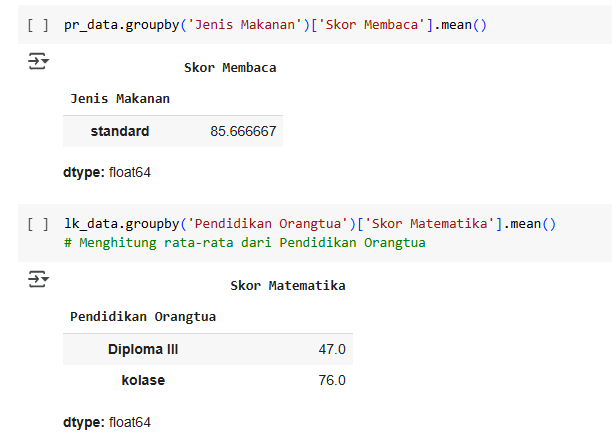 [ ] pr_data.groupby('Jenis Makanan')['Skor Membaca'].mean()
Skor Membaca
Jenis Makanan
standard 85.666667
dtype: float64
[ ] lk_data.groupby('Pendidikan Orangtua')['Skor Matematika'].mean()
# Menghitung rata-rata dari Pendidikan Orangtua
Skor Matematika
Pendidikan Orangtua
Diploma III 47.0
kolase 76.0
dtype: float64